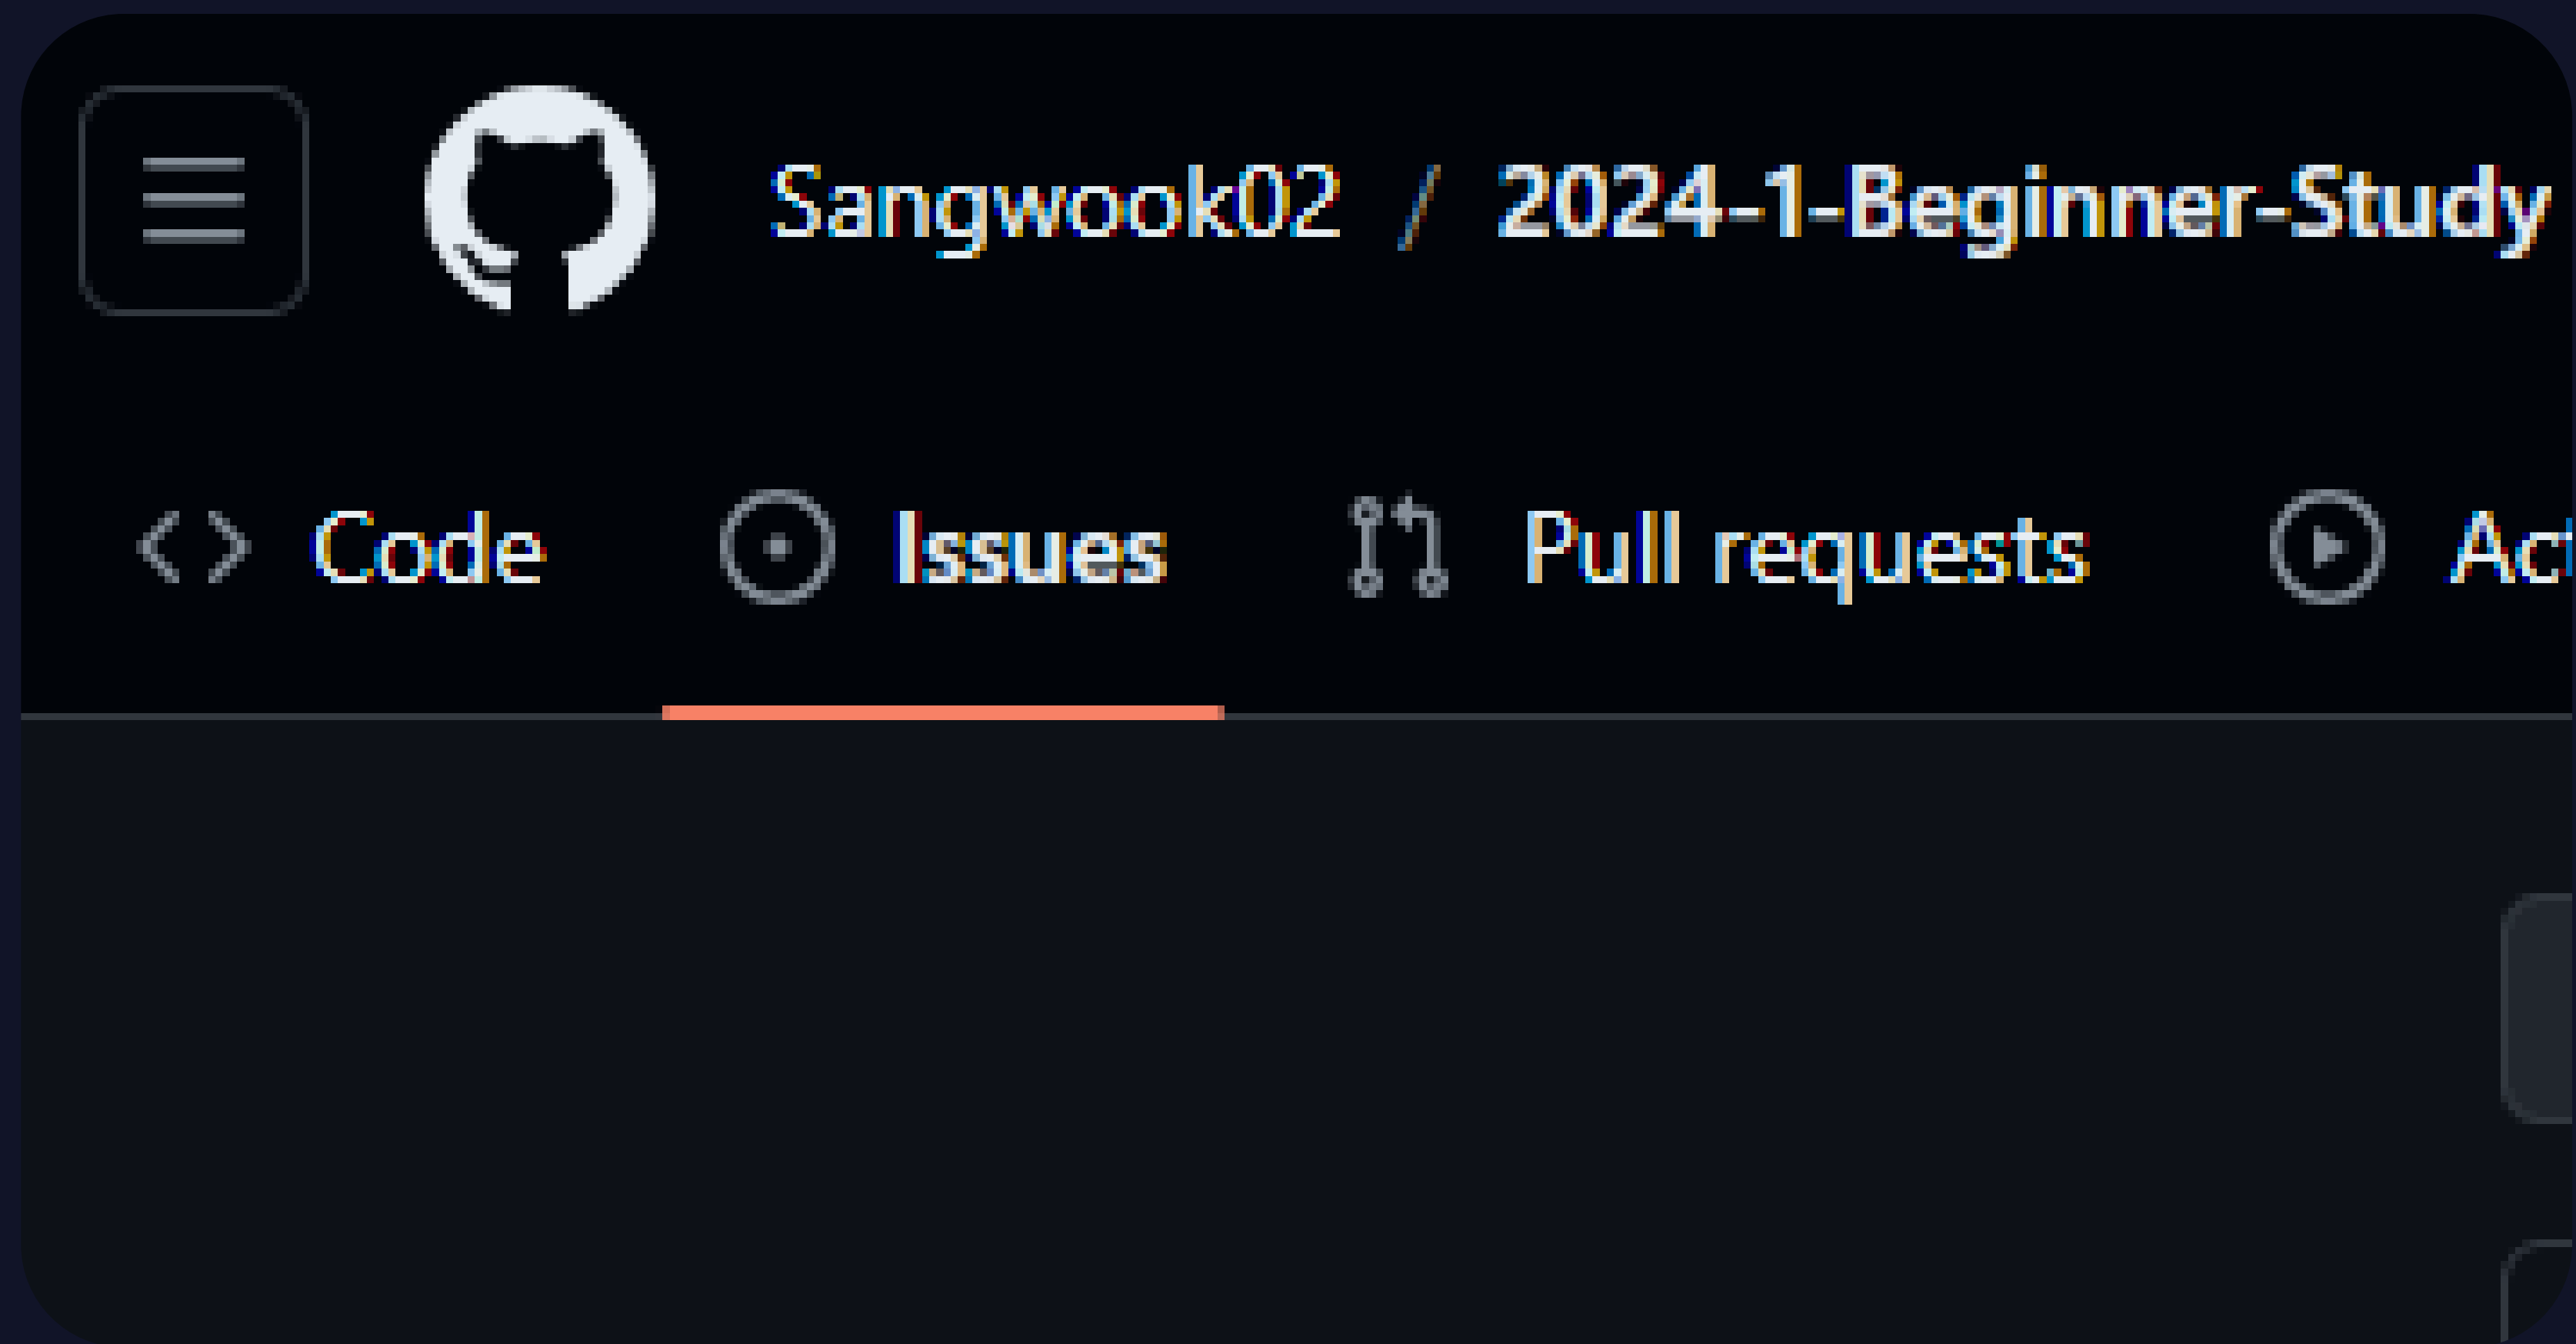 Sangwook02 / 2024-1-Beginner-Study
Code Issues Pull requests